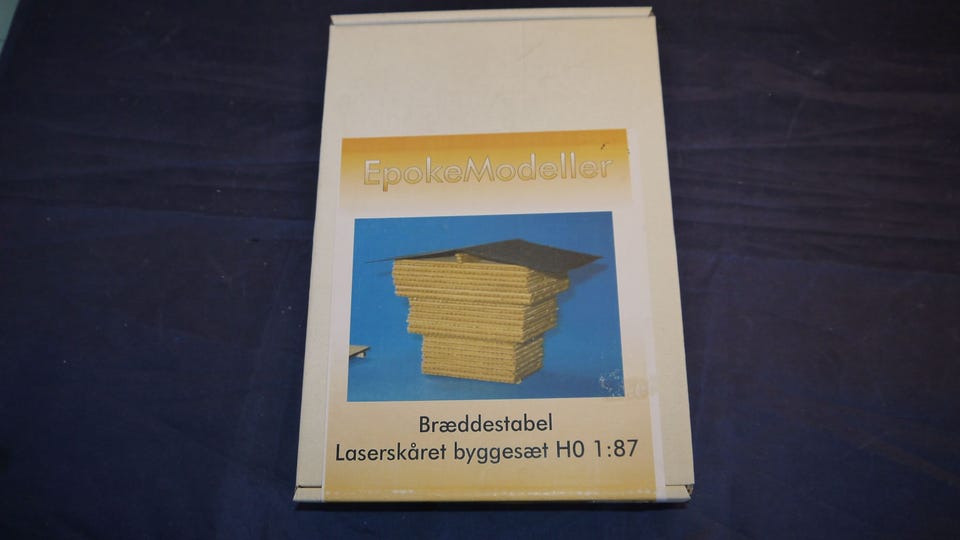 EpokeModeller
Bræddestabel
Laserskåret byggesæt H0 1:87